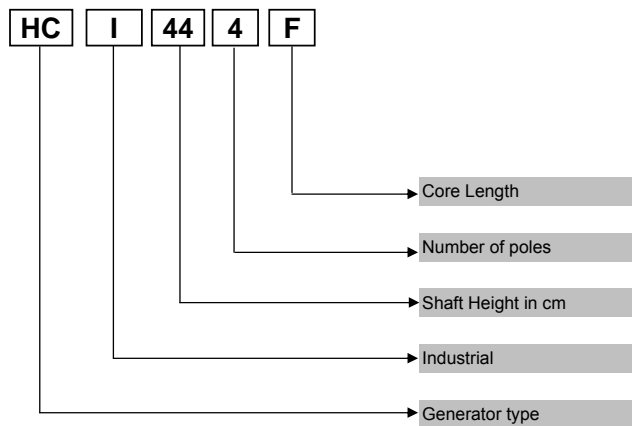 HC I 44 4 F
Core Length
Number of poles
Shaft Height in cm
Industrial
Generator type